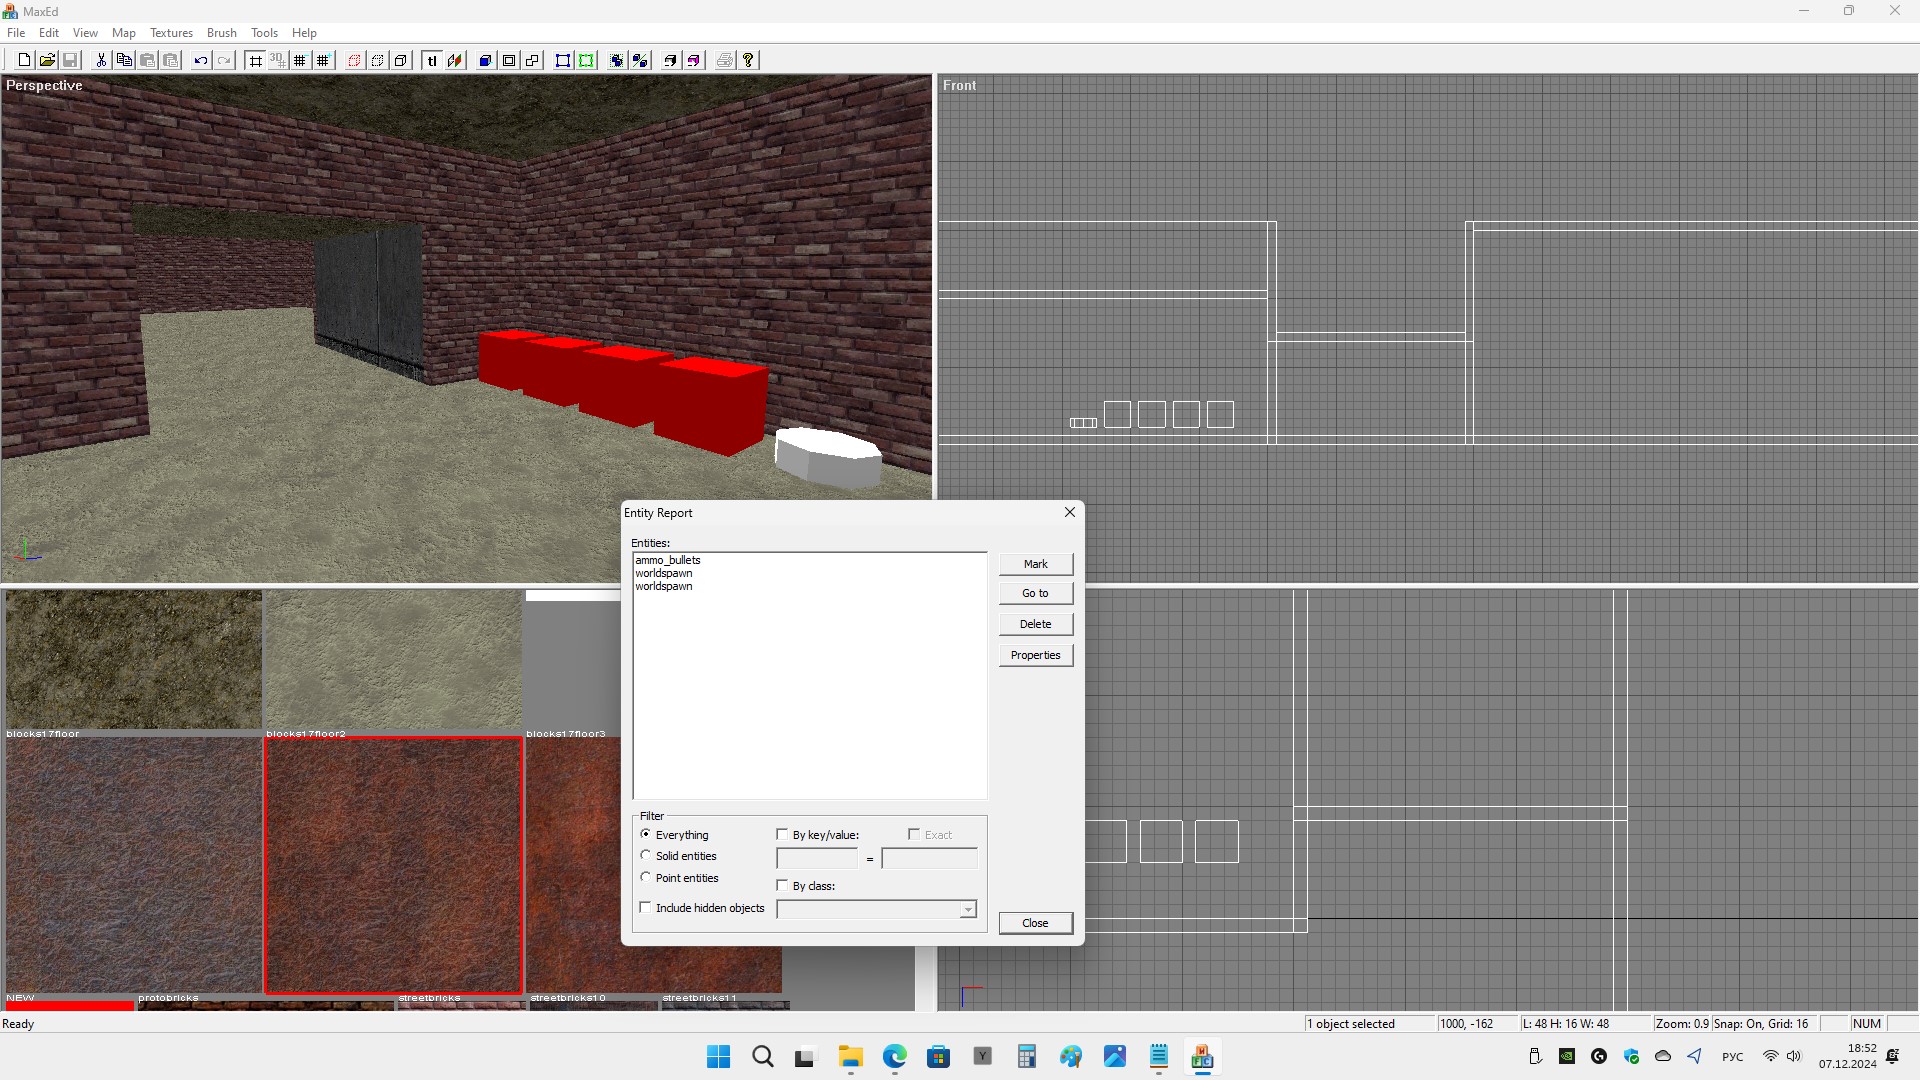 MaxEd
File Edit View Map Textures Brush Tools Help
Perspective
Front
Entity Report
Entities:
ammo_bullets
worldspawn
worldspawn
Mark
Go to
Delete
Properties
Filter
Everything
Solid entities
Point entities
Include hidden objects
By key/value:
Exact
=
By class:
Close
blocks17floor
blocks17floor2
blocks17floor3
NEW
protobricks
streetbricks
streetbricks10
streetbricks11
Ready
1 object selected
1000, -162
L: 48 H: 16 W: 48
Zoom: 0.9
Snap: On, Grid: 16
NUM
РУС
18:52
07.12.2024